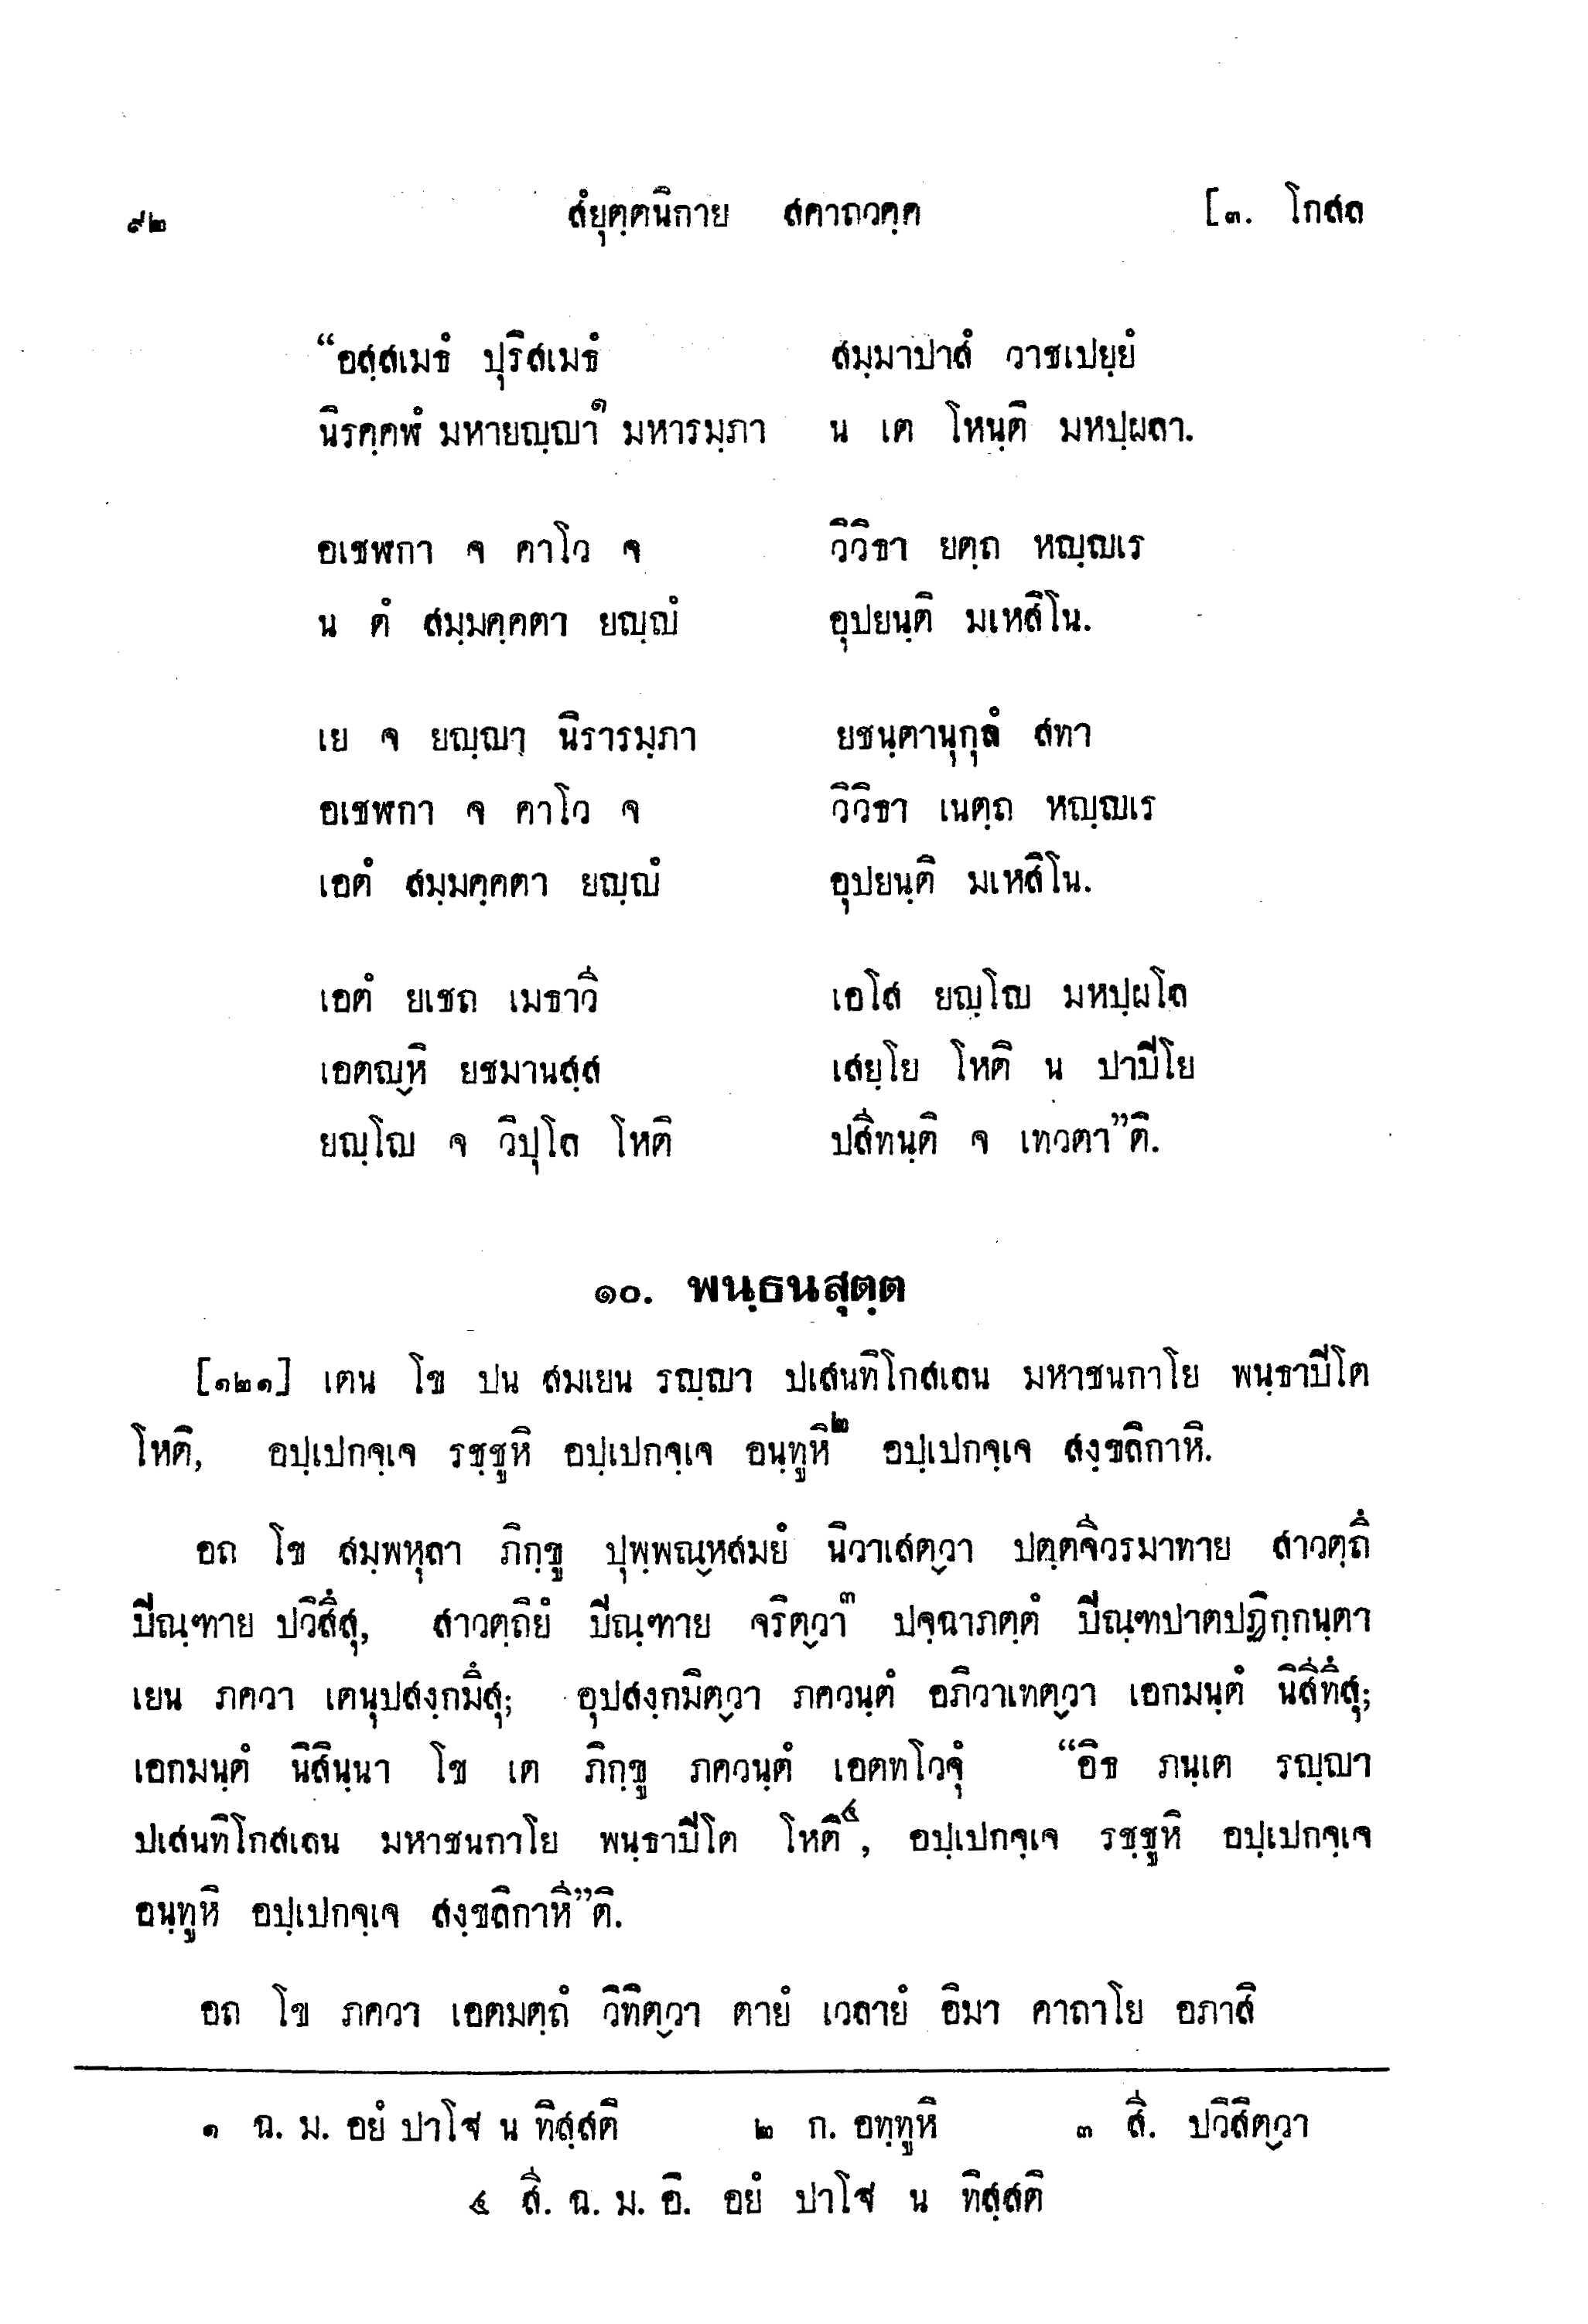 ๙๒ สํยุตฺตนิกาย สคาถวคฺค [๓. โกสล
“อสฺสเมธํ ปุริสเมธํ สมฺมาปาสํ วาชเปยฺยํ
นิรคฺคฬํ มหายญฺญา๑ มหารมฺภา น เต โหนฺติ มหปฺผลา.
อเชฬกา จ คาโว จ วิวิธา ยตฺถ หญฺญเร
น ตํ สมฺมคฺคตา ยญฺญํ อุปยนฺติ มเหสิโน.
เย จ ยญฺญา นิรารมฺภา ยชนฺตานุกุลํ สทา
อเชฬกา จ คาโว จ วิวิธา เนตฺถ หญฺญเร
เอตํ สมฺมคฺคตา ยญฺญํ อุปยนฺติ มเหสิโน.
เอตํ ยเชถ เมธาวี เอโส ยญฺโญ มหปฺผโล
เอตญฺหิ ยชมานสฺส เสยฺโย โหติ น ปาปิโย
ยญฺโญ จ วิปุโล โหติ ปสีทนฺติ จ เทวตา”ติ.
๑๐. พนฺธนสุตฺต
[๑๒๑] เตน โข ปน สมเยน รญฺญา ปเสนทิโกสเลน มหาชนกาโย พนฺธาปิโต
โหติ, อปฺเปกจฺเจ รชฺชูหิ อปฺเปกจฺเจ อนฺทูหิ๒ อปฺเปกจฺเจ สงฺขลิกาหิ.
อถ โข สมฺพหุลา ภิกฺขู ปุพฺพณฺหสมยํ นิวาเสตฺวา ปตฺตจีวรมาทาย สาวตฺถึ
ปิณฺฑาย ปวิสึสุ, สาวตฺถิยํ ปิณฺฑาย จริตฺวา๓ ปจฺฉาภตฺตํ ปิณฺฑปาตปฏิกฺกนฺตา
เยน ภควา เตนุปสงฺกมึสุ; อุปสงฺกมิตฺวา ภควนฺตํ อภิวาเทตฺวา เอกมนฺตํ นิสีทึสุ;
เอกมนฺตํ นิสินฺนา โข เต ภิกฺขู ภควนฺตํ เอตทโวจุํ “อิธ ภนฺเต รญฺญา
ปเสนทิโกสเลน มหาชนกาโย พนฺธาปิโต โหติ๔, อปฺเปกจฺเจ รชฺชูหิ อปฺเปกจฺเจ
อนฺทูหิ อปฺเปกจฺเจ สงฺขลิกาหี”ติ.
อถ โข ภควา เอตมตฺถํ วิทิตฺวา ตายํ เวลายํ อิมา คาถาโย อภาสิ
๑ ฉ. ม. อยํ ปาโฐ น ทิสฺสติ ๒ ก. อทฺทูหิ ๓ สี. ปวิสิตฺวา
๔ สี. ฉ. ม. อิ. อยํ ปาโฐ น ทิสฺสติ